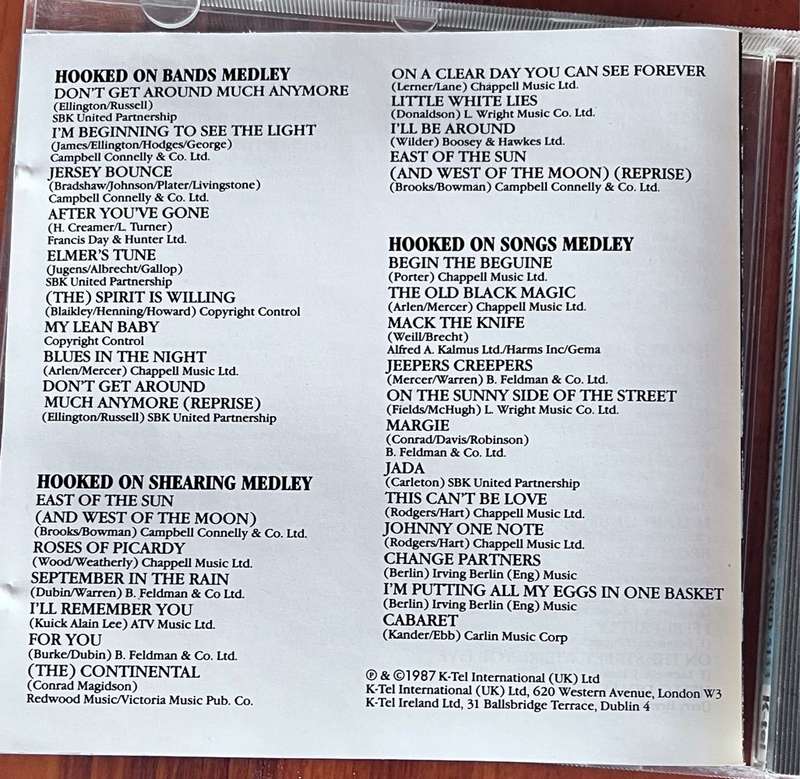 HOOKED ON BANDS MEDLEY
DON'T GET AROUND MUCH ANYMORE
(Ellington/Russell)
SBK United Partnership
I'M BEGINNING TO SEE THE LIGHT
(James/Ellington/Hodges/George)
Campbell Connelly & Co. Ltd.
JERSEY BOUNCE
(Bradshaw/Johnson/Plater/Livingstone)
Campbell Connelly & Co. Ltd.
AFTER YOU'VE GONE
(H. Creamer/L. Turner)
Francis Day & Hunter Ltd.
ELMER'S TUNE
(Jugens/Albrecht/Gallop)
SBK United Partnership
(THE) SPIRIT IS WILLING
(Blaikley/Henning/Howard) Copyright Control
MY LEAN BABY
Copyright Control
BLUES IN THE NIGHT
(Arlen/Mercer) Chappell Music Ltd.
DON'T GET AROUND
MUCH ANYMORE (REPRISE)
(Ellington/Russell) SBK United Partnership
HOOKED ON SHEARING MEDLEY
EAST OF THE SUN
(AND WEST OF THE MOON)
(Brooks/Bowman) Campbell Connelly & Co. Ltd.
ROSES OF PICARDY
(Wood/Weatherly) Chappell Music Ltd.
SEPTEMBER IN THE RAIN
(Dubin/Warren) B. Feldman & Co Ltd.
I'LL REMEMBER YOU
(Kuick Alain Lee) ATV Music Ltd.
FOR YOU
(Burke/Dubin) B. Feldman & Co. Ltd.
(THE) CONTINENTAL
(Conrad Magidson)
Redwood Music/Victoria Music Pub. Co.
ON A CLEAR DAY YOU CAN SEE FOREVER
(Lerner/Lane) Chappell Music Ltd.
LITTLE WHITE LIES
(Donaldson) L. Wright Music Co. Ltd.
I'LL BE AROUND
(Wilder) Boosey & Hawkes Ltd.
EAST OF THE SUN
(AND WEST OF THE MOON) (REPRISE)
(Brooks/Bowman) Campbell Connelly & Co. Ltd.
HOOKED ON SONGS MEDLEY
BEGIN THE BEGUINE
(Porter) Chappell Music Ltd.
THE OLD BLACK MAGIC
(Arlen/Mercer) Chappell Music Ltd.
MACK THE KNIFE
(Weill/Brecht)
Alfred A. Kalmus Ltd./Harms Inc/Gema
JEEPERS CREEPERS
(Mercer/Warren) B. Feldman & Co. Ltd.
ON THE SUNNY SIDE OF THE STREET
(Fields/McHugh) L. Wright Music Co. Ltd.
MARGIE
(Conrad/Davis/Robinson)
B. Feldman & Co. Ltd.
JADA
(Carleton) SBK United Partnership
THIS CAN'T BE LOVE
(Rodgers/Hart) Chappell Music Ltd.
JOHNNY ONE NOTE
(Rodgers/Hart) Chappell Music Ltd.
CHANGE PARTNERS
(Berlin) Irving Berlin (Eng) Music
I'M PUTTING ALL MY EGGS IN ONE BASKET
(Berlin) Irving Berlin (Eng) Music
CABARET
(Kander/Ebb) Carlin Music Corp
℗ & ©1987 K-Tel International (UK) Ltd
K-Tel International (UK) Ltd, 620 Western Avenue, London W3
K-Tel Ireland Ltd, 31 Ballsbridge Terrace, Dublin 4
K-tel